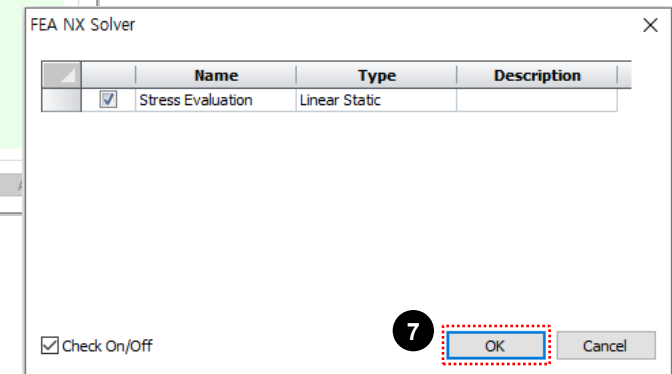 FEA NX Solver
Name Type Description
Stress Evaluation Linear Static
7
Check On/Off OK Cancel